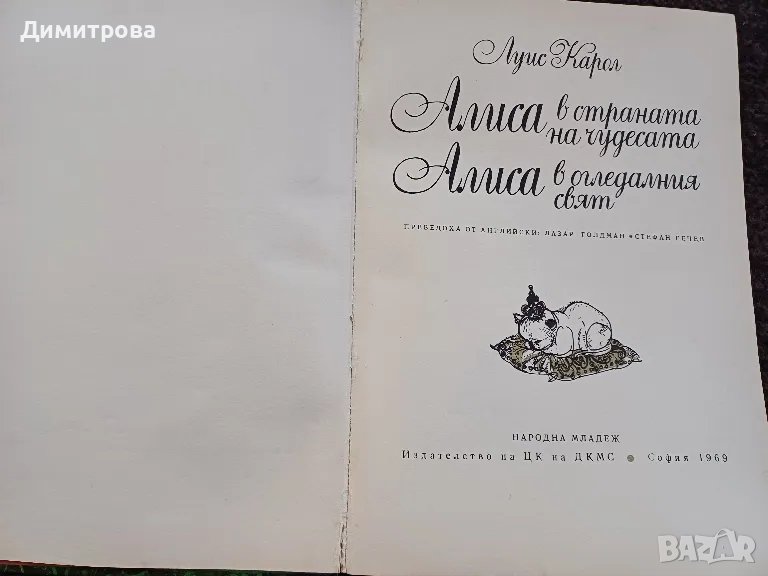 Димитрова
Луис Карол
Алиса в страната
на чудесата
Алиса в огледалния
свят
ПРЕВЕДОХА ОТ АНГЛИЙСКИ: ЛАЗАР ГОЛДМАН • СТЕФАН ГЕЧЕВ
НАРОДНА МЛАДЕЖ
Издателство на ЦК на ДКМС • София 1969
BAZAR